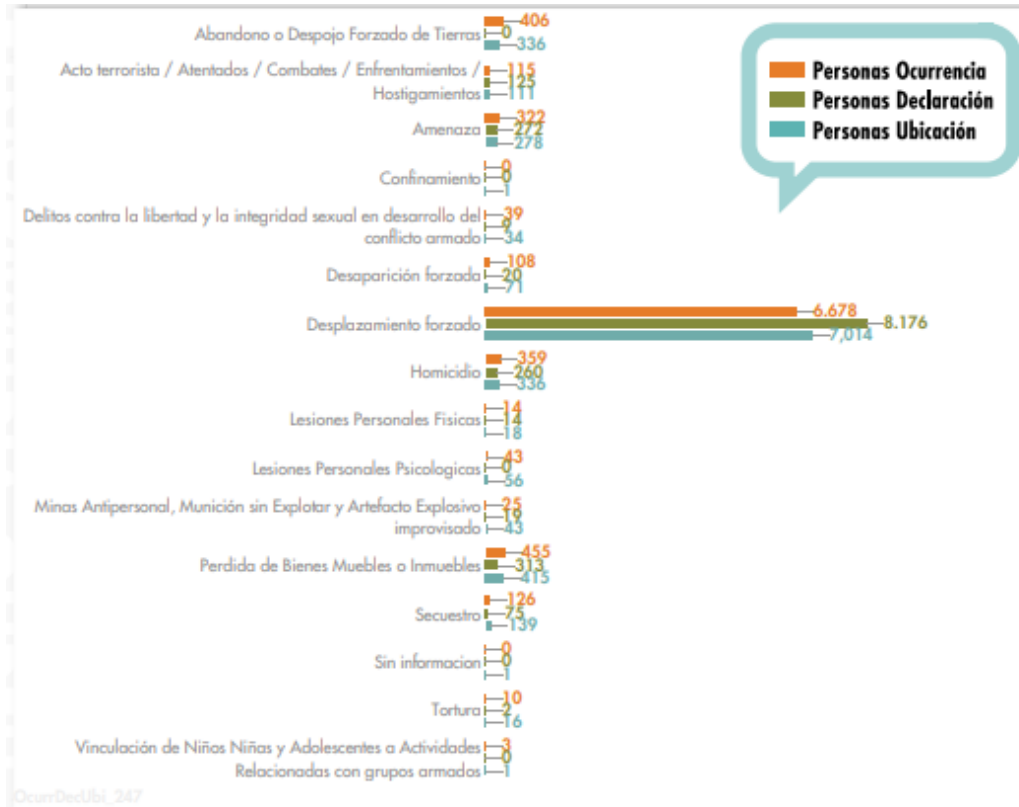 Abandono o Despojo Forzado de Tierras
406
0
336
Acto terrorista / Atentados / Combates / Enfrentamientos /
Hostigamientos
115
125
111
Amenaza
322
272
278
Confinamiento
0
0
1
Delitos contra la libertad y la integridad sexual en desarrollo del
conflicto armado
39
9
34
Desaparición forzada
108
20
71
Desplazamiento forzado
6.678
8.176
7,014
Homicidio
359
260
336
Lesiones Personales Fisicas
14
14
18
Lesiones Personales Psicologicas
43
0
56
Minas Antipersonal, Munición sin Explotar y Artefacto Explosivo
improvisado
25
19
43
Perdida de Bienes Muebles o Inmuebles
455
313
415
Secuestro
126
75
139
Sin informacion
0
0
1
Tortura
10
2
16
Vinculación de Niños Niñas y Adolescentes a Actividades
Relacionadas con grupos armados
3
0
1
Personas Ocurrencia
Personas Declaración
Personas Ubicación
OcurrDecUbi_247